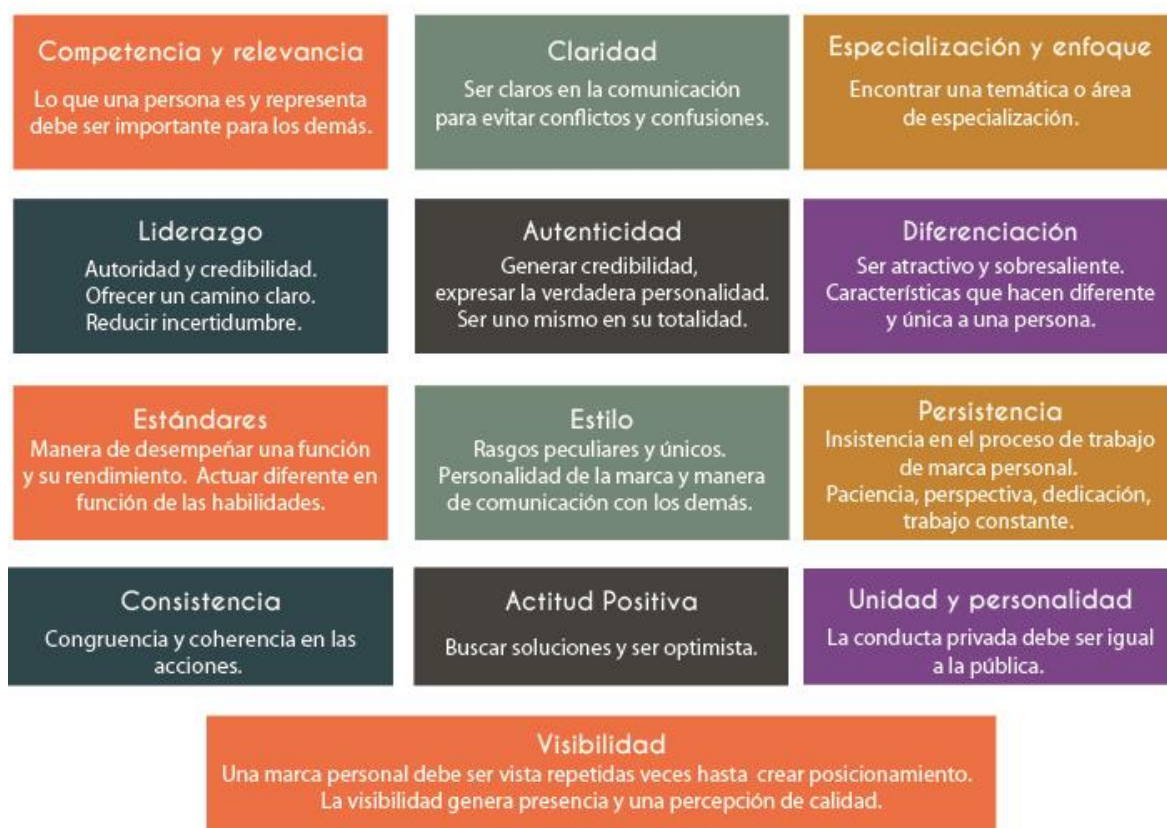 Competencia y relevancia
Lo que una persona es y representa
debe ser importante para los demás.
Claridad
Ser claros en la comunicación
para evitar conflictos y confusiones.
Especialización y enfoque
Encontrar una temática o área
de especialización.
Liderazgo
Autoridad y credibilidad.
Ofrecer un camino claro.
Reducir incertidumbre.
Autenticidad
Generar credibilidad,
expresar la verdadera personalidad.
Ser uno mismo en su totalidad.
Diferenciación
Ser atractivo y sobresaliente.
Características que hacen diferente
y única a una persona.
Estándares
Manera de desempeñar una función
y su rendimiento. Actuar diferente en
función de las habilidades.
Estilo
Rasgos peculiares y únicos.
Personalidad de la marca y manera
de comunicación con los demás.
Persistencia
Insistencia en el proceso de trabajo
de marca personal.
Paciencia, perspectiva, dedicación,
trabajo constante.
Consistencia
Congruencia y coherencia en las
acciones.
Actitud Positiva
Buscar soluciones y ser optimista.
Unidad y personalidad
La conducta privada debe ser igual
a la pública.
Visibilidad
Una marca personal debe ser vista repetidas veces hasta crear posicionamiento.
La visibilidad genera presencia y una percepción de calidad.